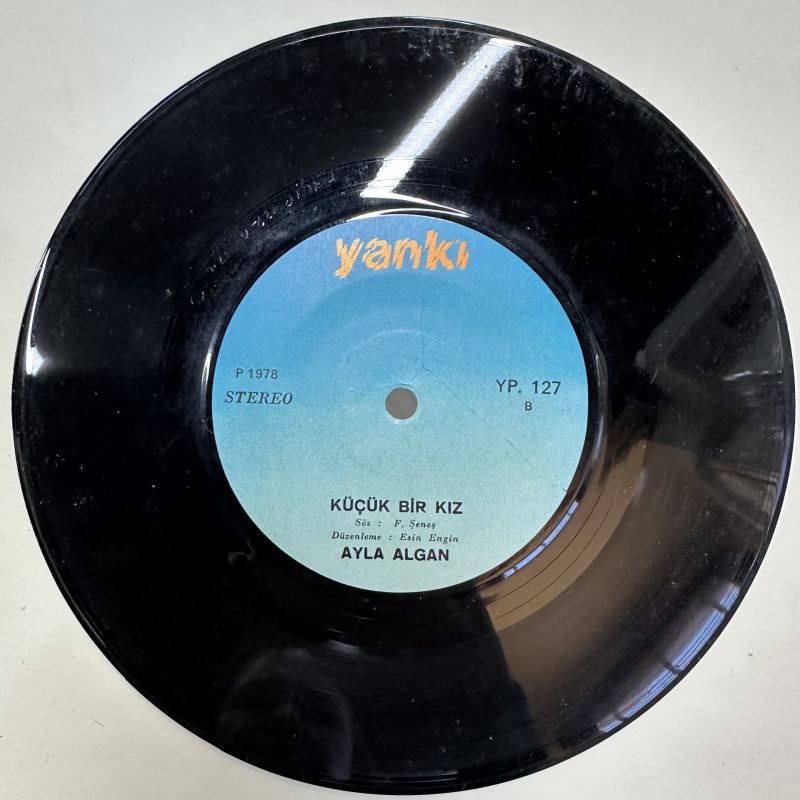 yankı
P 1978
STEREO
YP. 127
B
KÜÇÜK BİR KIZ
Söz : F. Şeneş
Düzenleme : Esin Engin
AYLA ALGAN